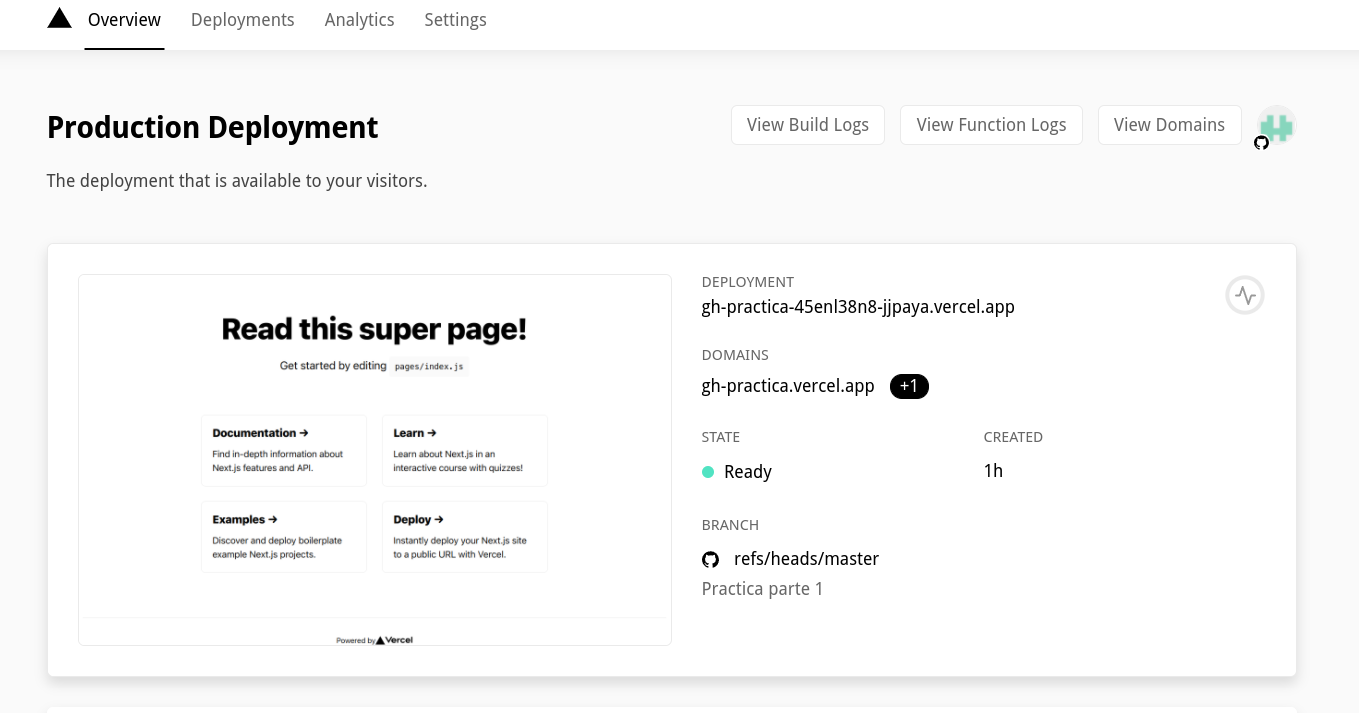 Overview Deployments Analytics Settings
Production Deployment
View Build Logs View Function Logs View Domains
The deployment that is available to your visitors.
Read this super page!
Get started by editing pages/index.js
Documentation →
Find in-depth information about
Next.js features and API.
Learn →
Learn about Next.js in an
interactive course with quizzes!
Examples →
Discover and deploy boilerplate
example Next.js projects.
Deploy →
Instantly deploy your Next.js site
to a public URL with Vercel.
Powered by Vercel
DEPLOYMENT
gh-practica-45enl38n8-jjpaya.vercel.app
DOMAINS
gh-practica.vercel.app +1
STATE
Ready
CREATED
1h
BRANCH
refs/heads/master
Practica parte 1